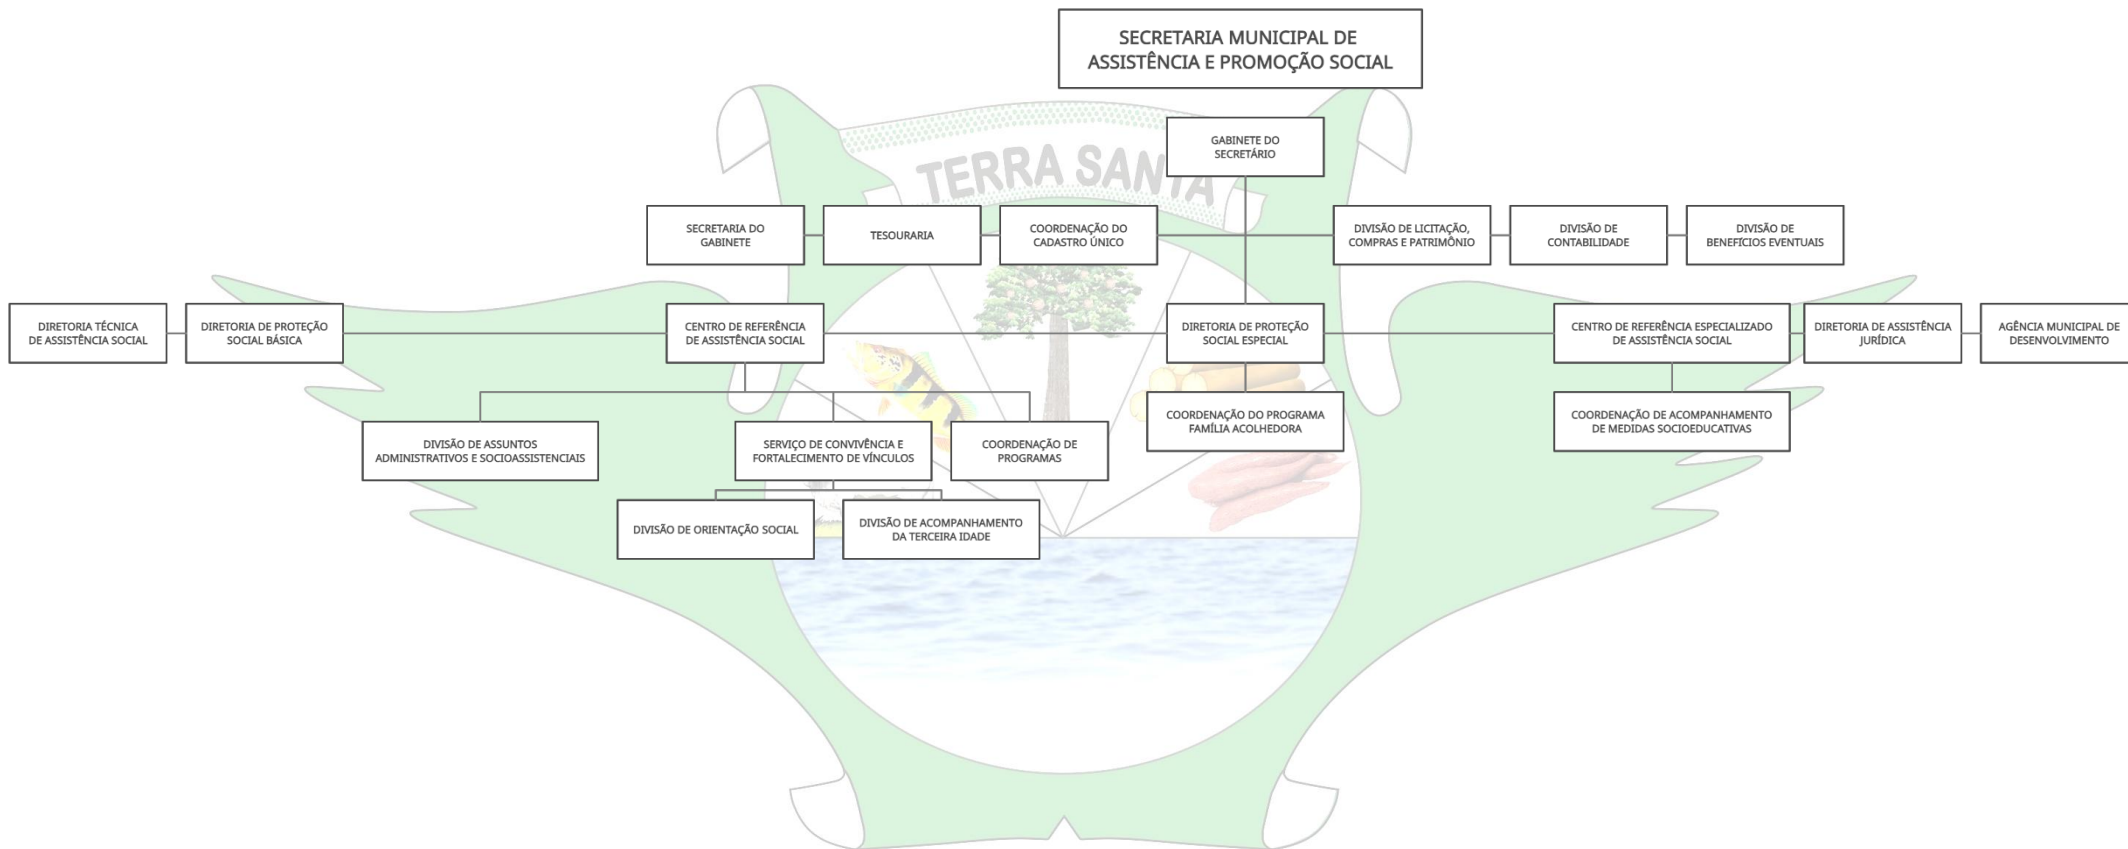 SECRETARIA MUNICIPAL DE
ASSISTÊNCIA E PROMOÇÃO SOCIAL
GABINETE DO
SECRETÁRIO
TERRA SANTA
SECRETARIA DO
GABINETE
TESOURARIA
COORDENAÇÃO DO
CADASTRO ÚNICO
DIVISÃO DE LICITAÇÃO,
COMPRAS E PATRIMÔNIO
DIVISÃO DE
CONTABILIDADE
DIVISÃO DE
BENEFÍCIOS EVENTUAIS
DIRETORIA TÉCNICA
DE ASSISTÊNCIA SOCIAL
DIRETORIA DE PROTEÇÃO
SOCIAL BÁSICA
CENTRO DE REFERÊNCIA
DE ASSISTÊNCIA SOCIAL
DIRETORIA DE PROTEÇÃO
SOCIAL ESPECIAL
CENTRO DE REFERÊNCIA ESPECIALIZADO
DE ASSISTÊNCIA SOCIAL
DIRETORIA DE ASSISTÊNCIA
JURÍDICA
AGÊNCIA MUNICIPAL DE
DESENVOLVIMENTO
DIVISÃO DE ASSUNTOS
ADMINISTRATIVOS E SOCIOASSISTENCIAIS
SERVIÇO DE CONVIVÊNCIA E
FORTALECIMENTO DE VÍNCULOS
COORDENAÇÃO DE
PROGRAMAS
COORDENAÇÃO DO PROGRAMA
FAMÍLIA ACOLHEDORA
COORDENAÇÃO DE ACOMPANHAMENTO
DE MEDIDAS SOCIOEDUCATIVAS
DIVISÃO DE ORIENTAÇÃO SOCIAL
DIVISÃO DE ACOMPANHAMENTO
DA TERCEIRA IDADE